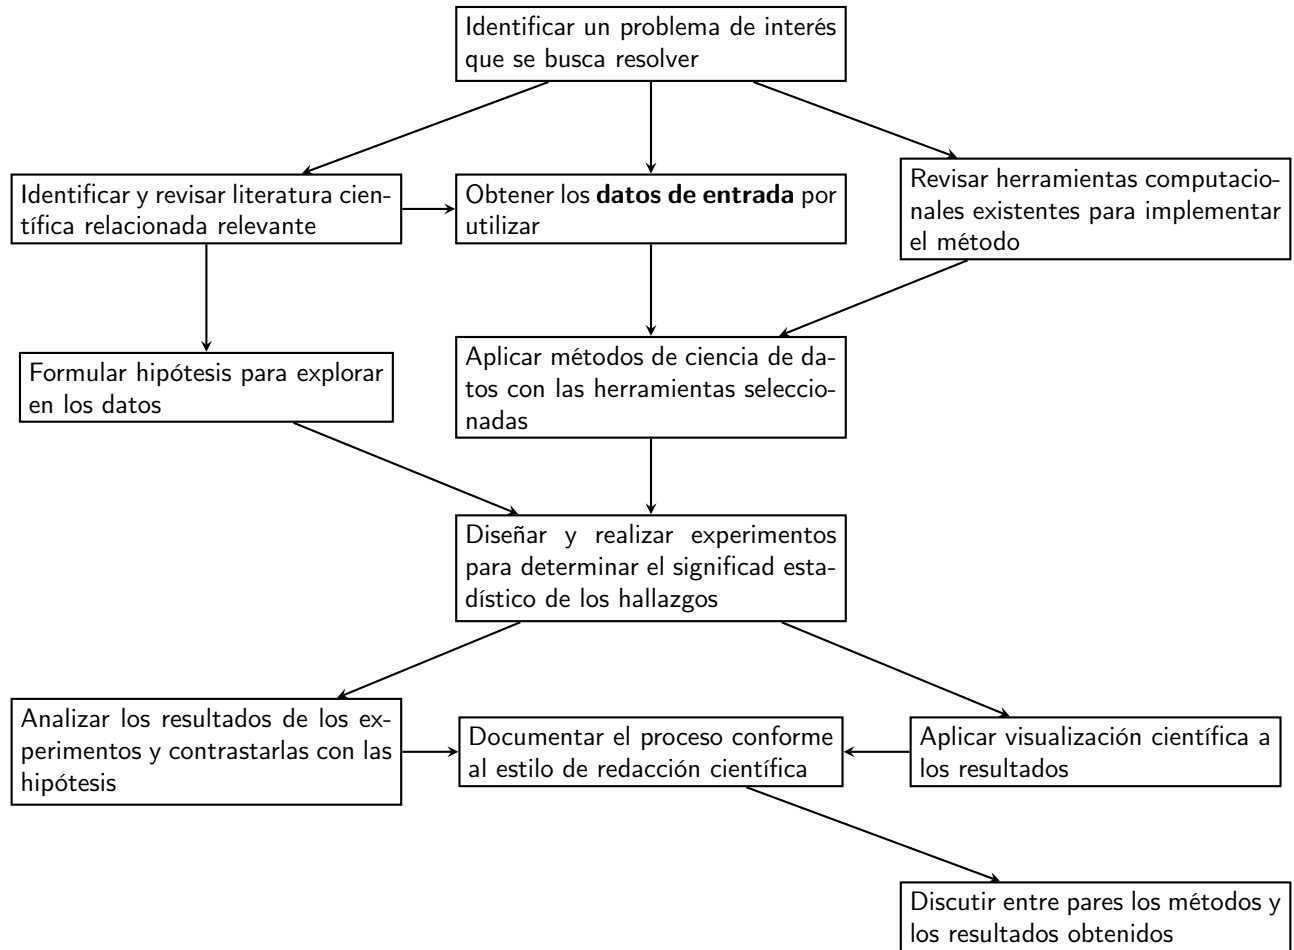 Identificar un problema de interés
que se busca resolver
Identificar y revisar literatura cien-
tífica relacionada relevante
Obtener los datos de entrada por
utilizar
Revisar herramientas computacio-
nales existentes para implementar
el método
Formular hipótesis para explorar
en los datos
Aplicar métodos de ciencia de da-
tos con las herramientas seleccio-
nadas
Diseñar y realizar experimentos
para determinar el significad esta-
dístico de los hallazgos
Analizar los resultados de los ex-
perimentos y contrastarlas con las
hipótesis
Documentar el proceso conforme
al estilo de redacción científica
Aplicar visualización científica a
los resultados
Discutir entre pares los métodos y
los resultados obtenidos